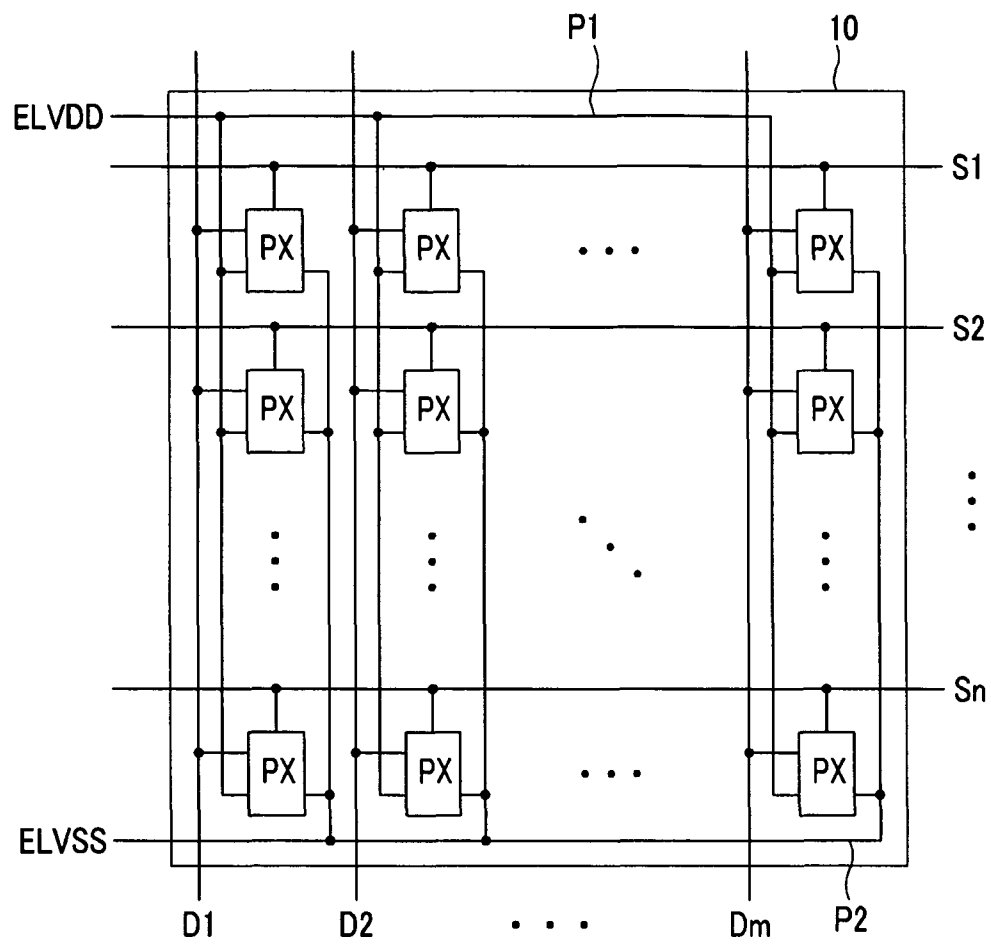 P1 10
ELVDD
S1
PX PX PX
S2
PX PX PX
Sn
PX PX PX
ELVSS
D1 D2 Dm P2